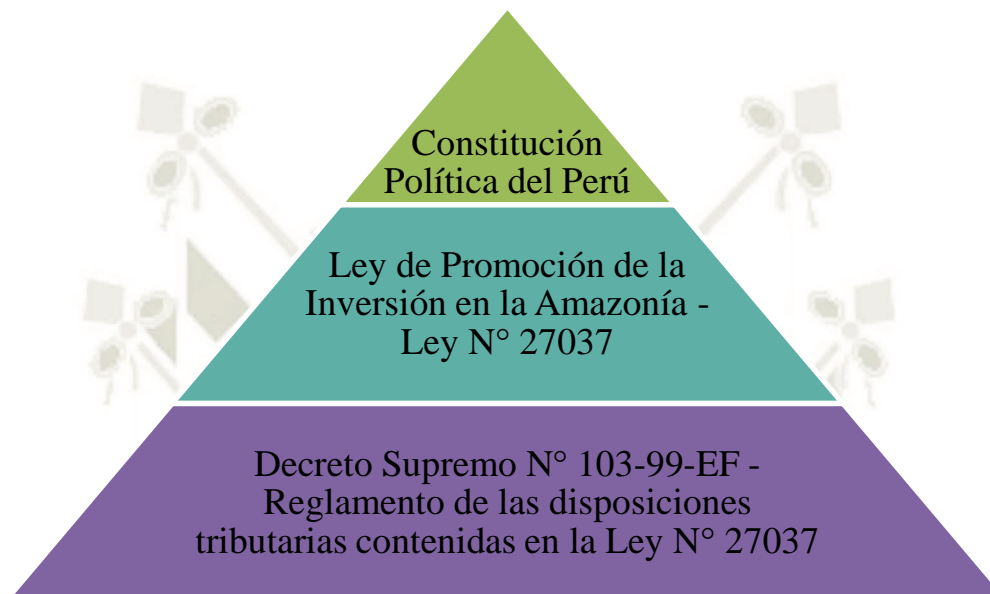 Constitución
Política del Perú
Ley de Promoción de la
Inversión en la Amazonía -
Ley N° 27037
Decreto Supremo N° 103-99-EF -
Reglamento de las disposiciones
tributarias contenidas en la Ley N° 27037